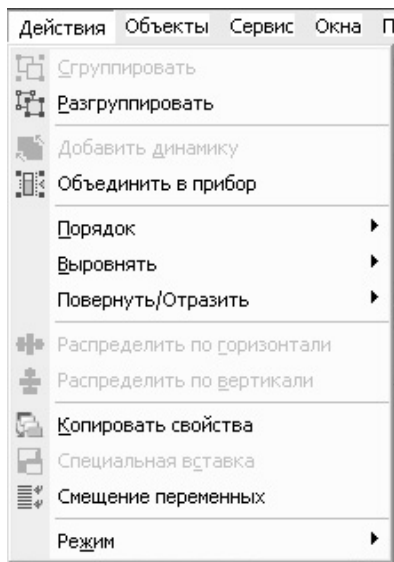 Действия Объекты Сервис Окна П
Сгруппировать
Разгруппировать
Добавить динамику
Объединить в прибор
Порядок
Выровнять
Повернуть/Отразить
Распределить по горизонтали
Распределить по вертикали
Копировать свойства
Специальная вставка
Смещение переменных
Режим